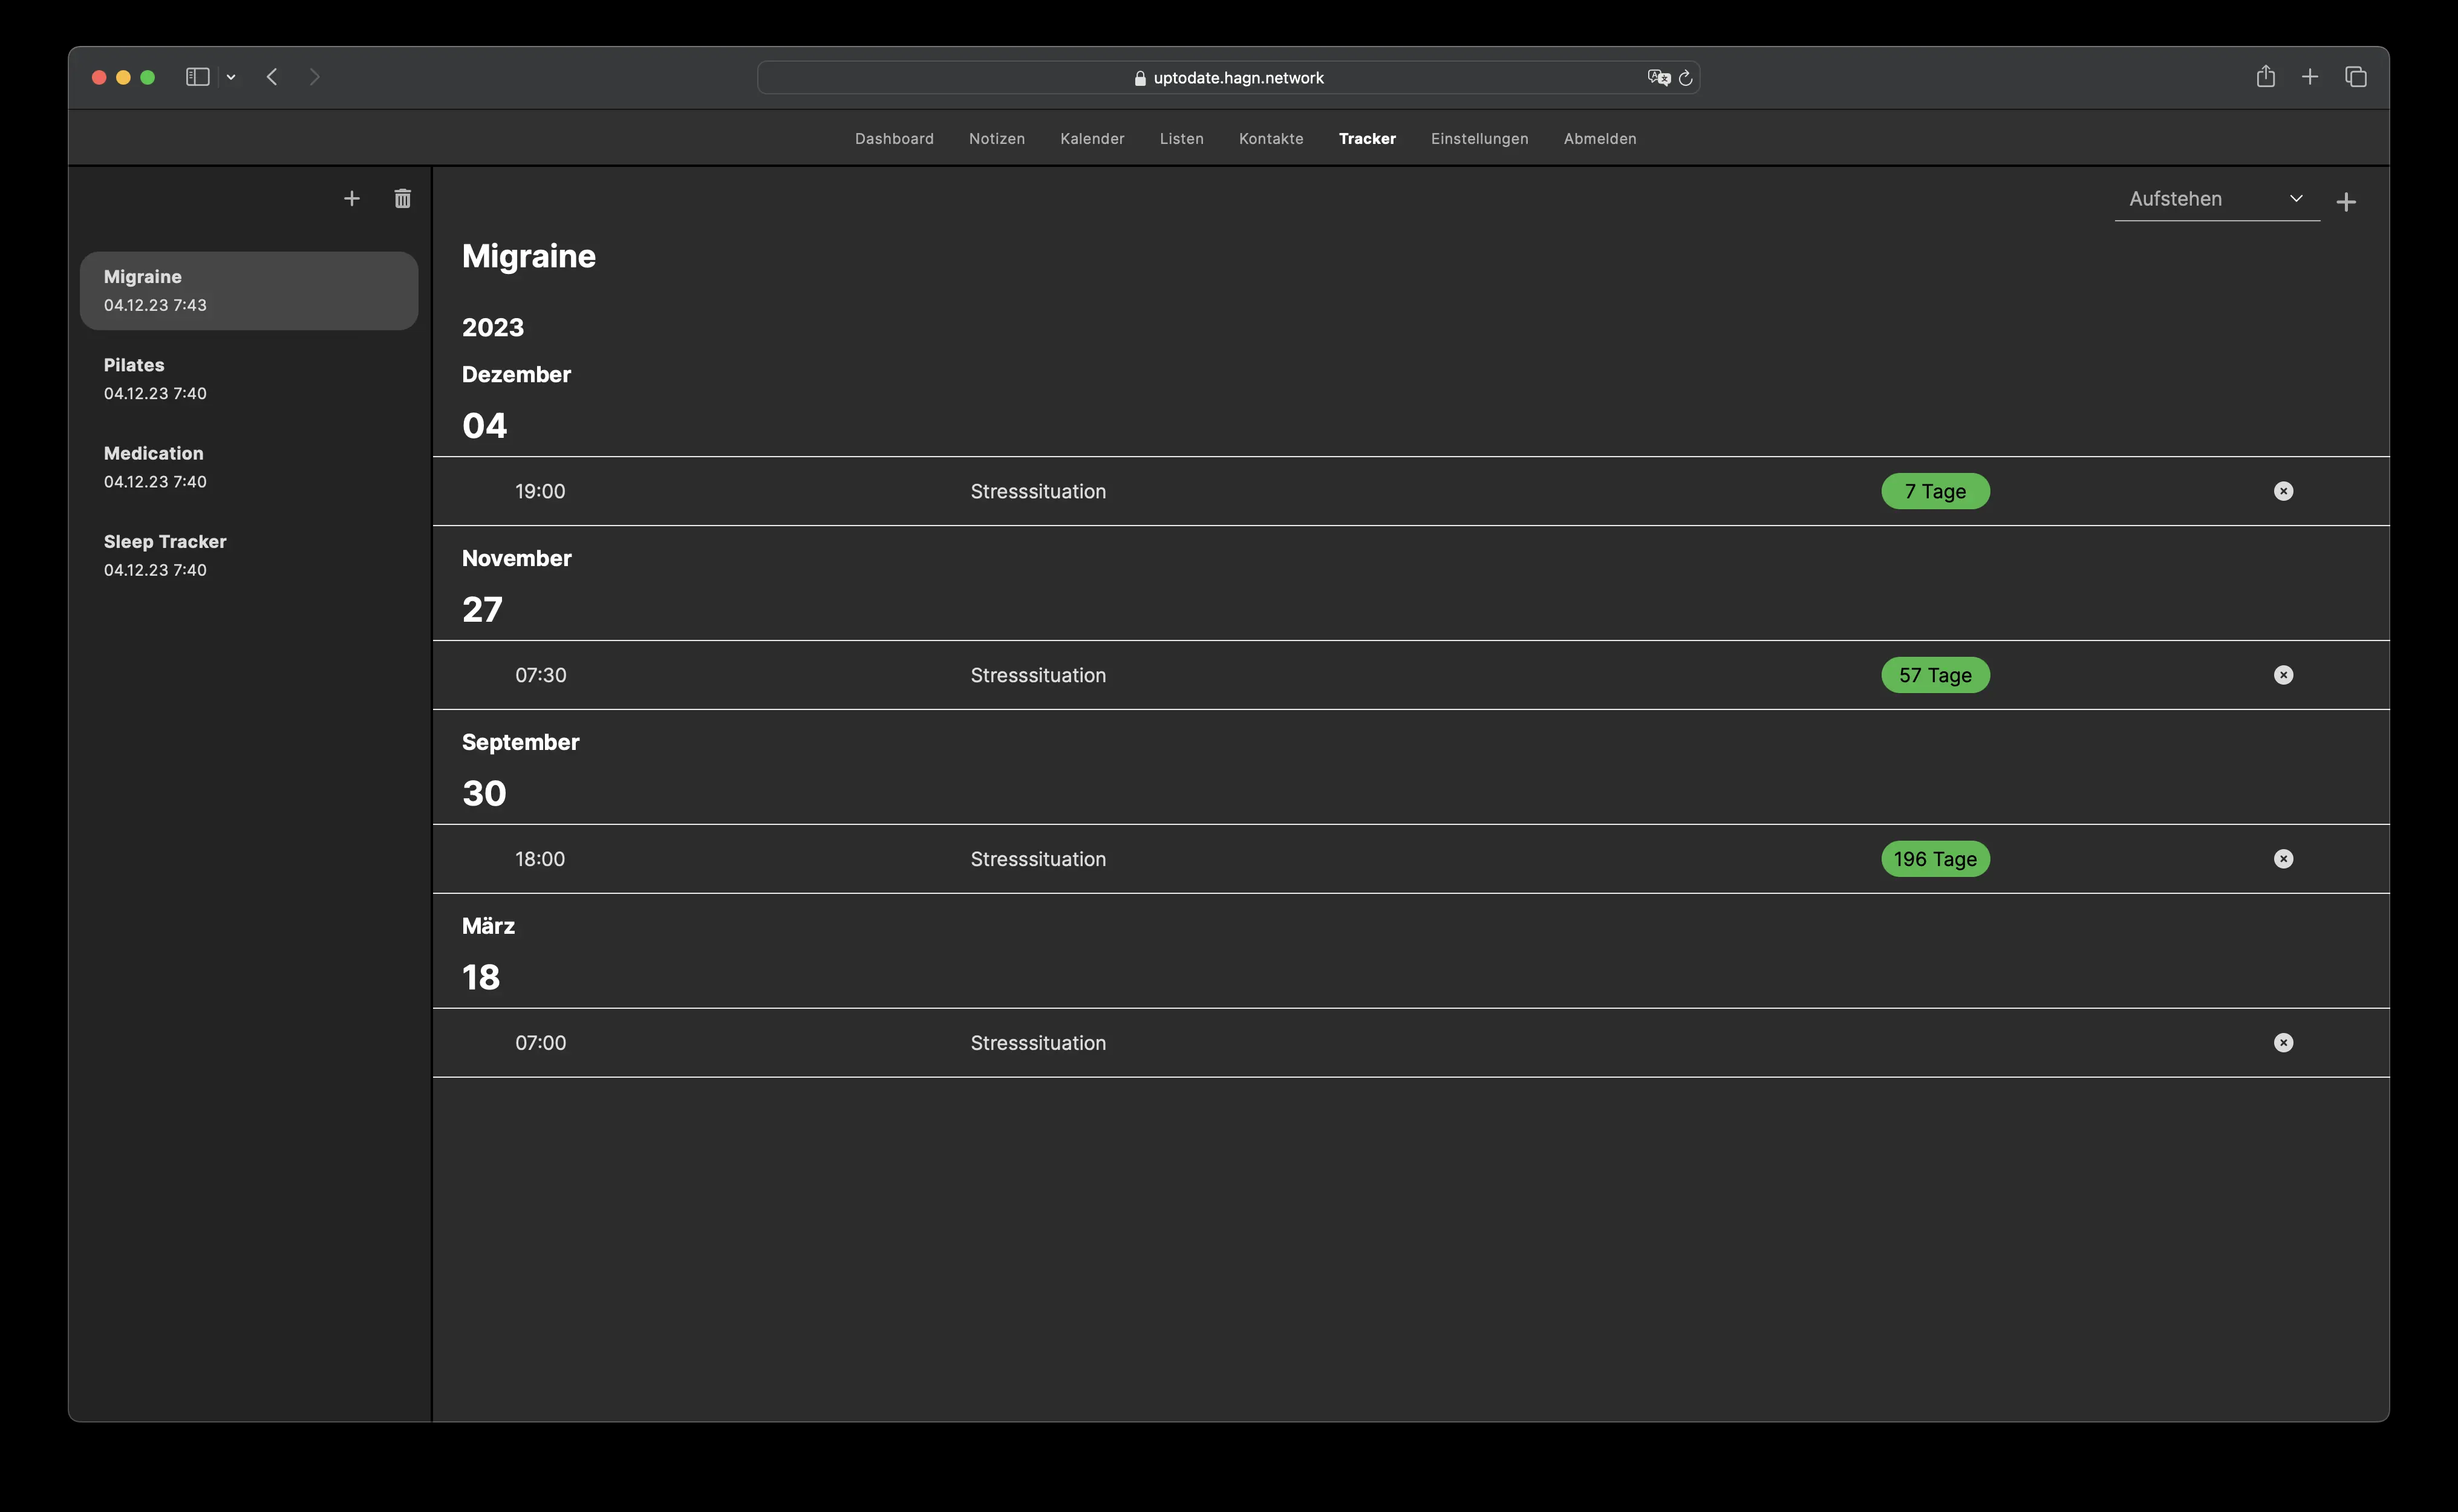 uptodate.hagn.network
Dashboard Notizen Kalender Listen Kontakte Tracker Einstellungen Abmelden
Migraine
04.12.23 7:43
Pilates
04.12.23 7:40
Medication
04.12.23 7:40
Sleep Tracker
04.12.23 7:40
Aufstehen
Migraine
2023
Dezember
04
19:00 Stresssituation 7 Tage
November
27
07:30 Stresssituation 57 Tage
September
30
18:00 Stresssituation 196 Tage
März
18
07:00 Stresssituation